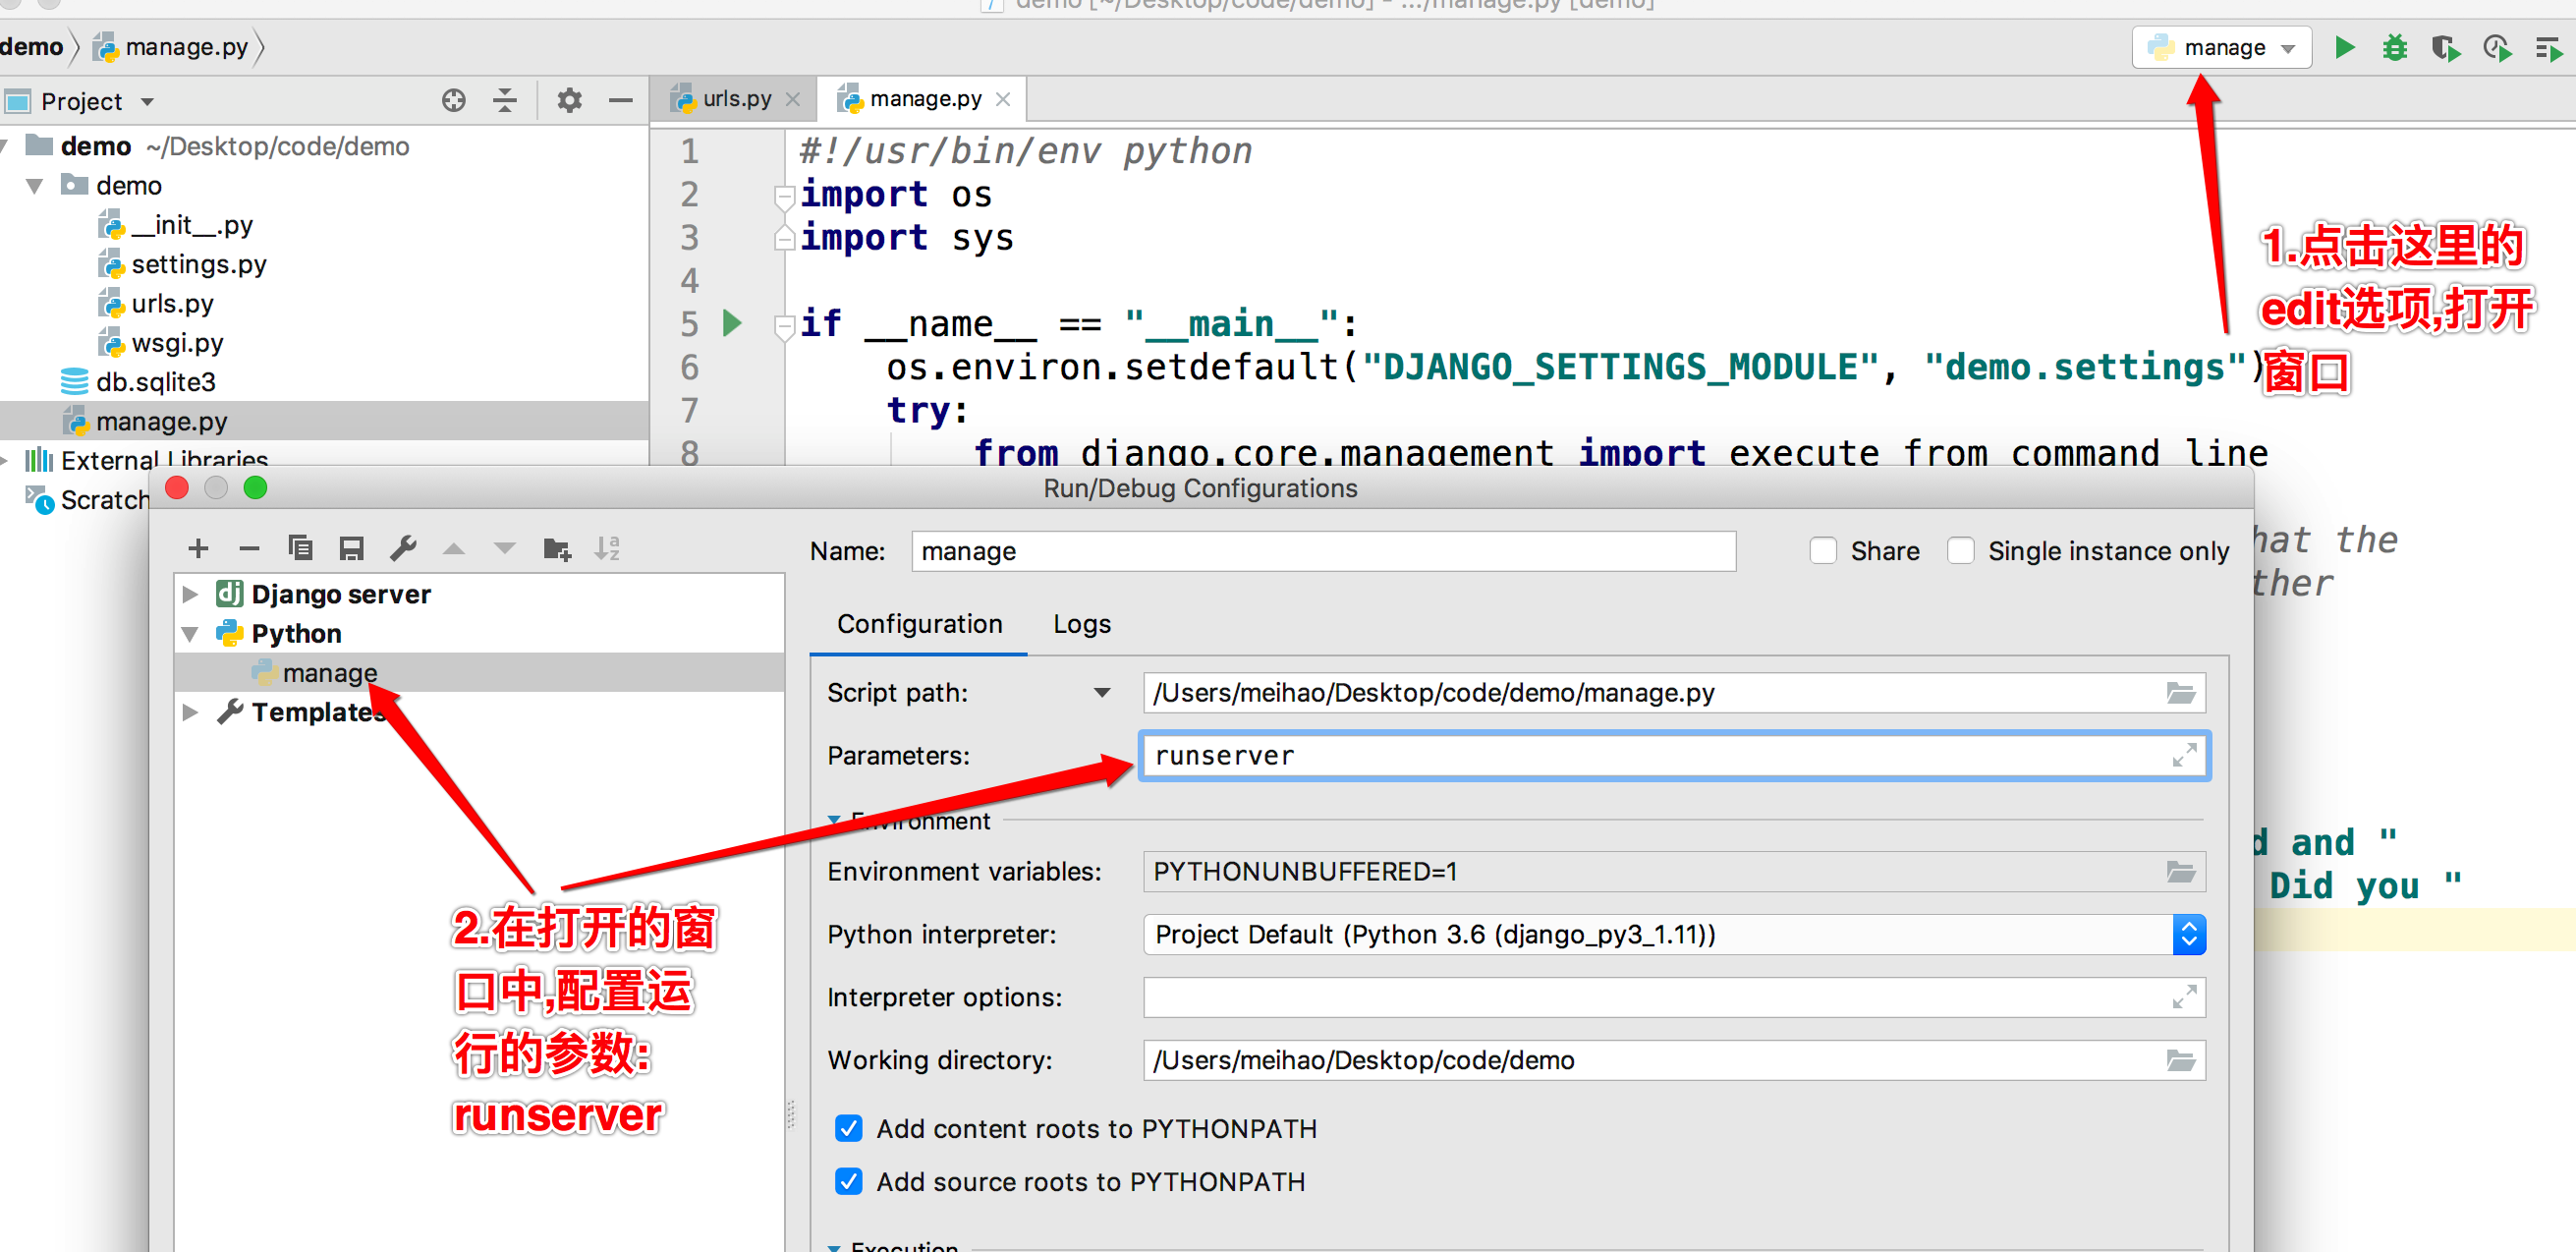 demo [~/Desktop/code/demo] - .../manage.py [demo]
demo manage.py
manage
Project
urls.py
manage.py
demo ~/Desktop/code/demo
demo
__init__.py
settings.py
urls.py
wsgi.py
db.sqlite3
manage.py
External Libraries
Scratch
1 #!/usr/bin/env python
2 import os
3 import sys
4
5 if __name__ == "__main__":
6 os.environ.setdefault("DJANGO_SETTINGS_MODULE", "demo.settings")
7 try:
8 from django.core.management import execute_from_command_line
hat the
ther
d and "
Did you "
1.点击这里的
edit选项,打开
窗口
Run/Debug Configurations
Name: manage
Share
Single instance only
Django server
Python
manage
Templates
Configuration Logs
Script path: /Users/meihao/Desktop/code/demo/manage.py
Parameters: runserver
Environment
Environment variables: PYTHONUNBUFFERED=1
Python interpreter: Project Default (Python 3.6 (django_py3_1.11))
Interpreter options:
Working directory: /Users/meihao/Desktop/code/demo
Add content roots to PYTHONPATH
Add source roots to PYTHONPATH
Execution
2.在打开的窗
口中,配置运
行的参数:
runserver